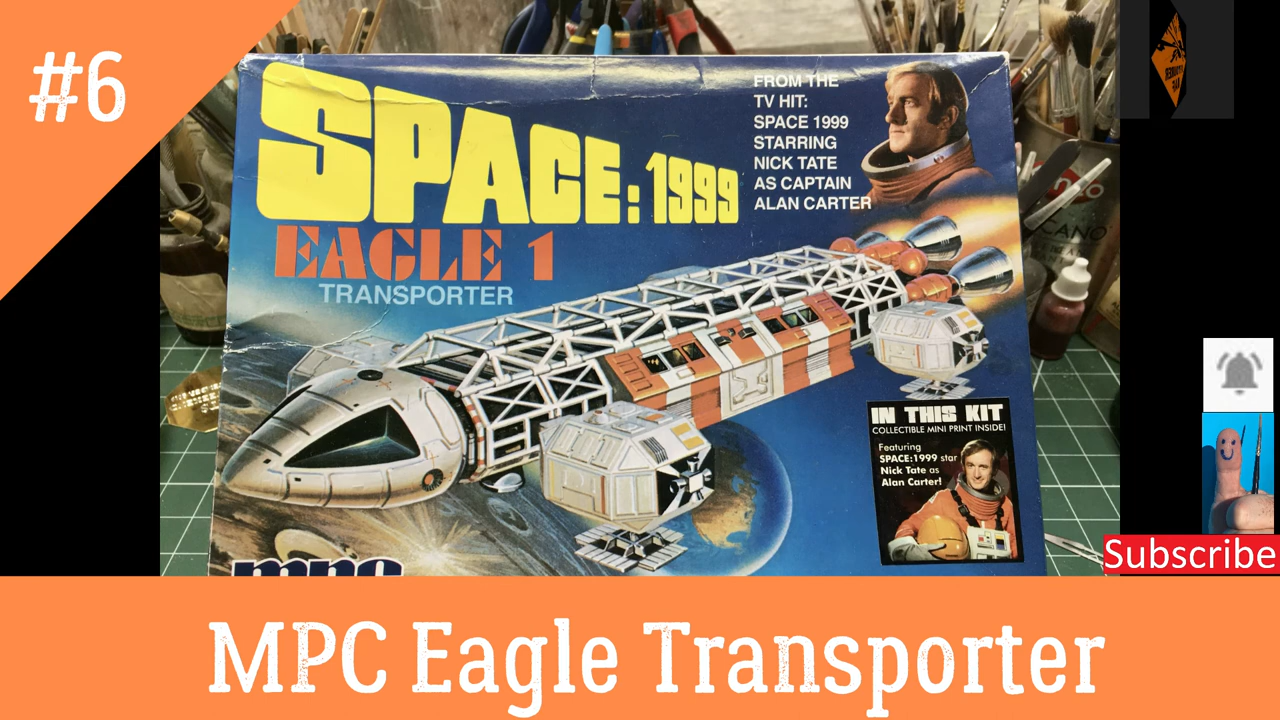 #6
SPACE: 1999
EAGLE 1
TRANSPORTER
FROM THE
TV HIT:
SPACE 1999
STARRING
NICK TATE
AS CAPTAIN
ALAN CARTER
IN THIS KIT
COLLECTIBLE MINI PRINT INSIDE!
Featuring
SPACE:1999 star
Nick Tate as
Alan Carter!
mpc
Subscribe
MPC Eagle Transporter